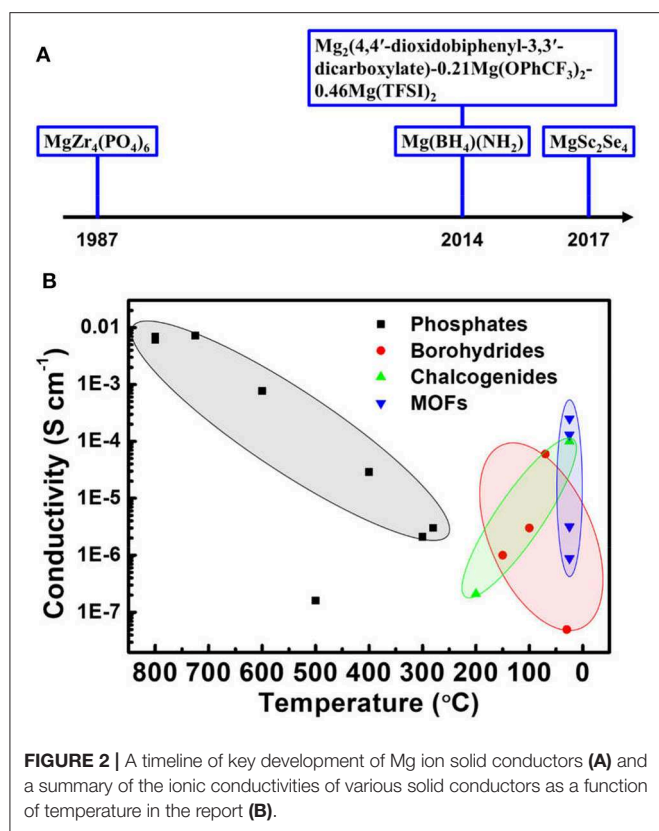 A
Mg₂(4,4′-dioxidobiphenyl-3,3′-
dicarboxylate)-0.21Mg(OPhCF₃)₂-
0.46Mg(TFSI)₂
MgZr₄(PO₄)₆
Mg(BH₄)(NH₂)
MgSc₂Se₄
1987
2014
2017
B
0.01
1E-3
1E-4
1E-5
1E-6
1E-7
Conductivity (S cm⁻¹)
Phosphates
Borohydrides
Chalcogenides
MOFs
800 700 600 500 400 300 200 100 0
Temperature (°C)
FIGURE 2 | A timeline of key development of Mg ion solid conductors (A) and
a summary of the ionic conductivities of various solid conductors as a function
of temperature in the report (B).